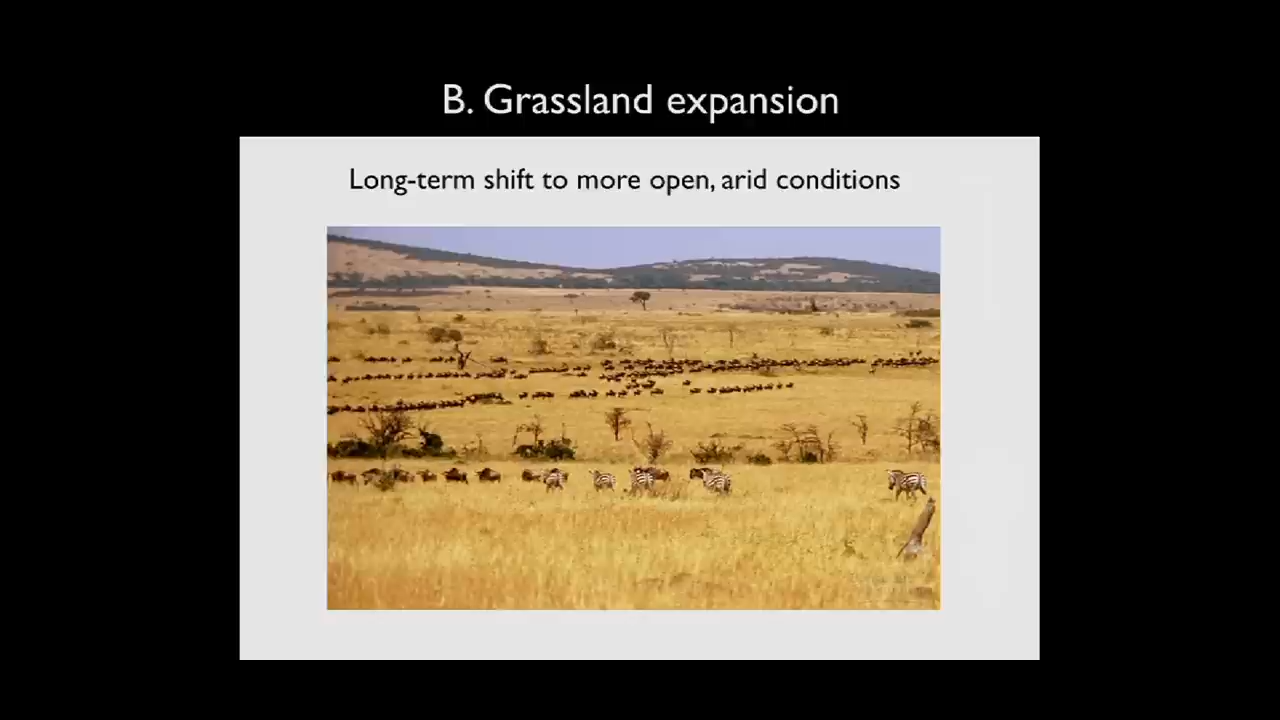 B. Grassland expansion
Long-term shift to more open, arid conditions